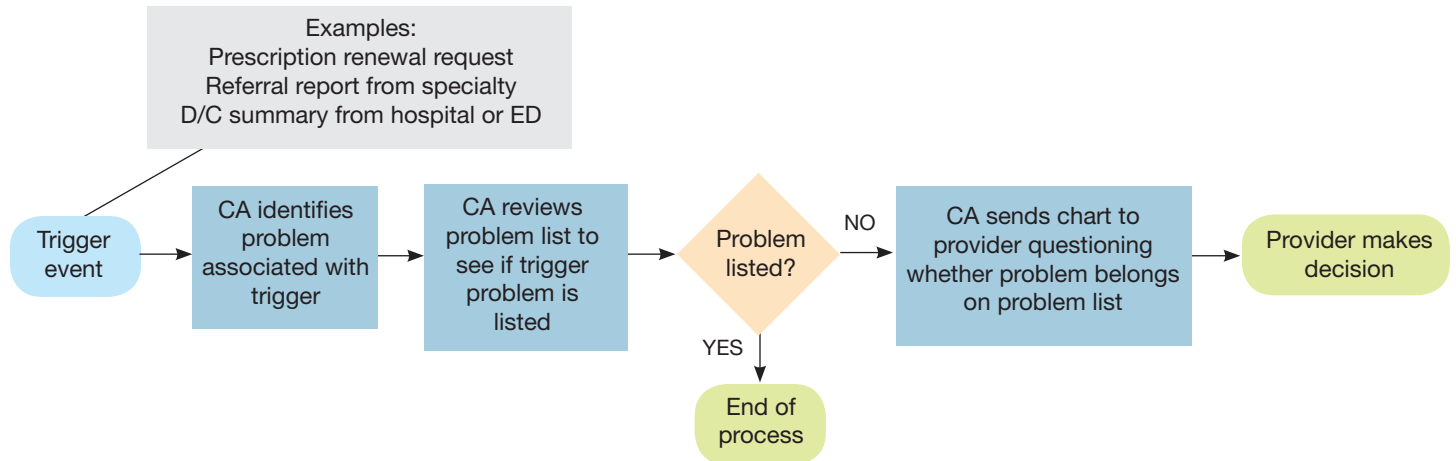 Examples:
Prescription renewal request
Referral report from specialty
D/C summary from hospital or ED
Trigger
event
CA identifies
problem
associated with
trigger
CA reviews
problem list to
see if trigger
problem is
listed
Problem
listed?
NO
YES
End of
process
CA sends chart to
provider questioning
whether problem belongs
on problem list
Provider makes
decision